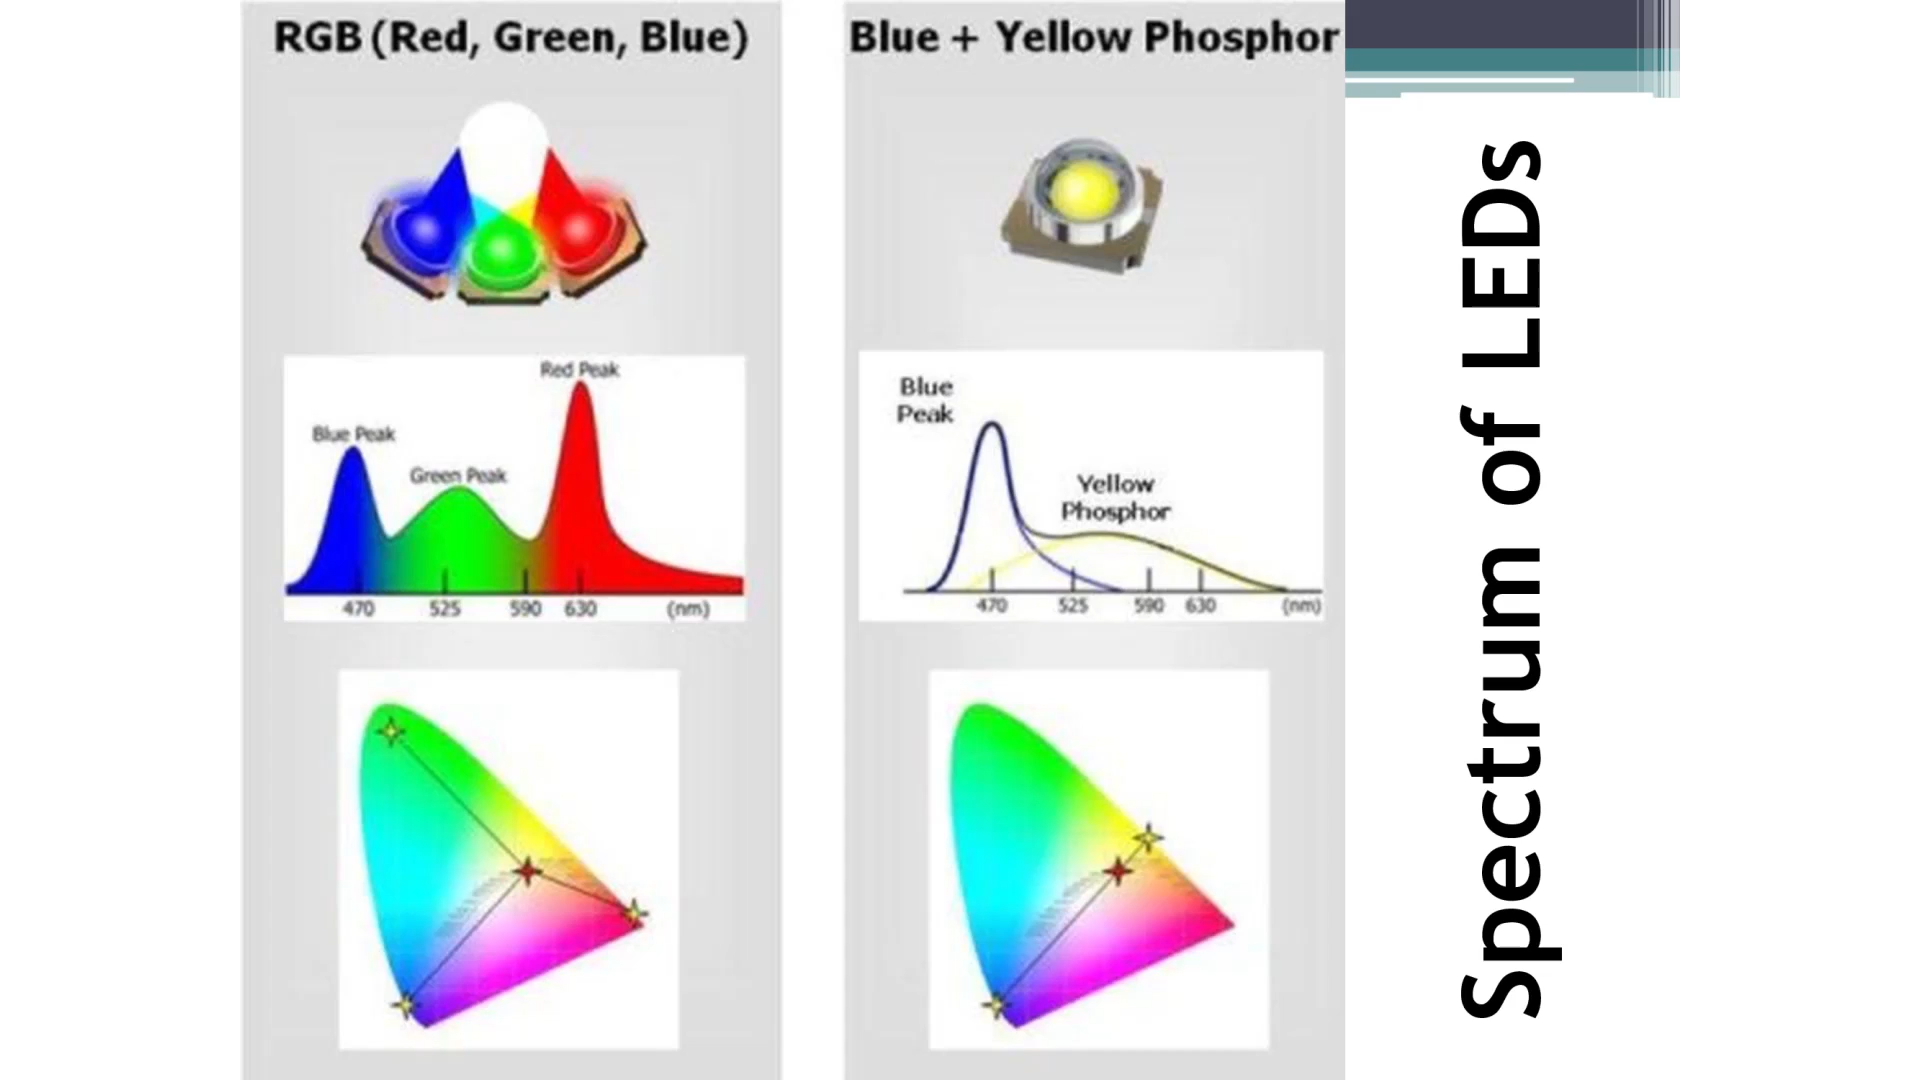 RGB (Red, Green, Blue)
Red Peak
Blue Peak
Green Peak
470 525 590 630 (nm)
Blue + Yellow Phosphor
Blue
Peak
Yellow
Phosphor
470 525 590 630 (nm)
Spectrum of LEDs